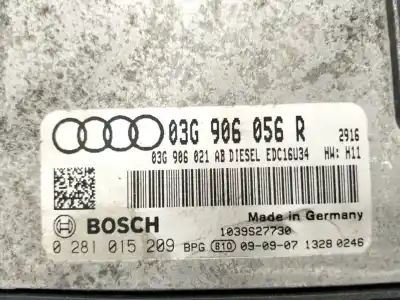 03G 906 056 R 2916
03G 906 021 AB DIESEL EDC16U34 HW: H11
BOSCH
Made in Germany
1039S27730
0 281 015 209 BPG E10 09-09-07 1328 0246